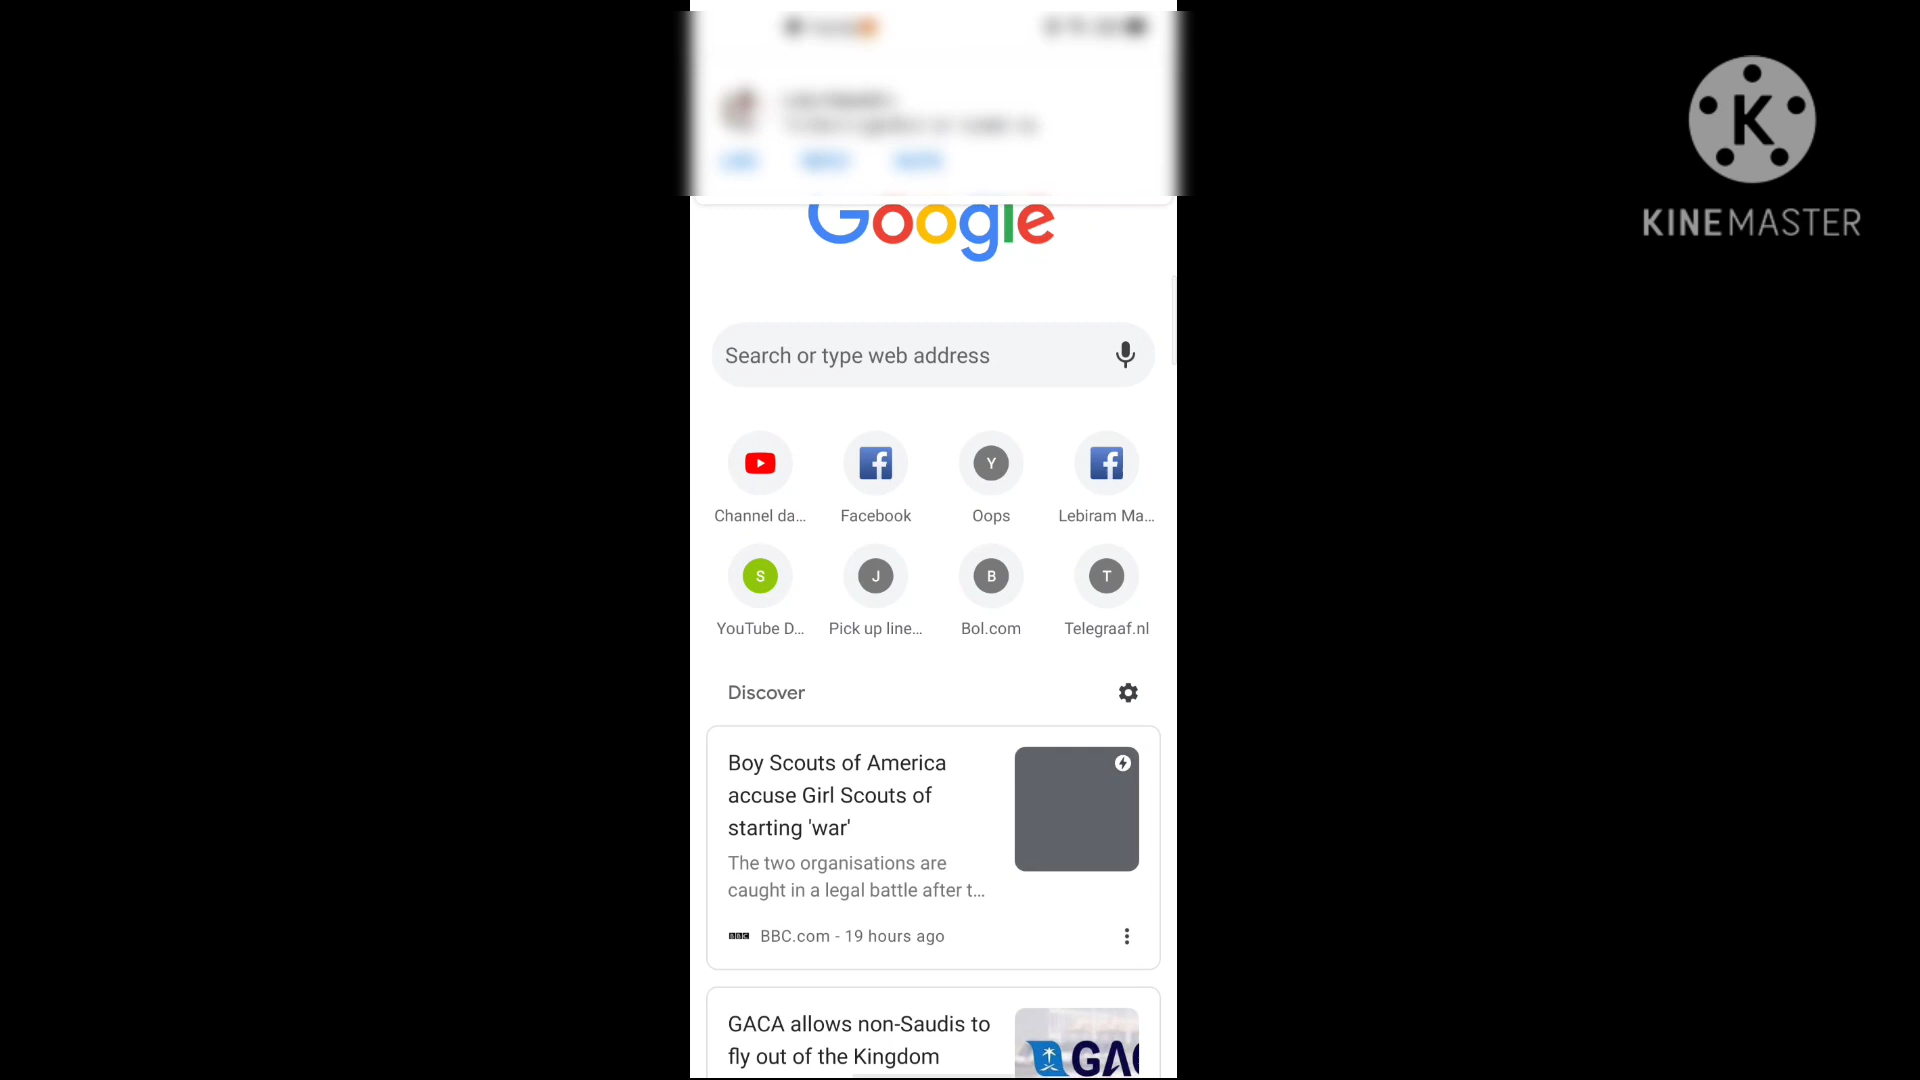 Google
Search or type web address
Channel da...
Facebook
Y
Oops
Lebiram Ma...
S
YouTube D...
J
Pick up line...
B
Bol.com
T
Telegraaf.nl
Discover
Boy Scouts of America
accuse Girl Scouts of
starting 'war'
The two organisations are
caught in a legal battle after t...
BBC
BBC.com - 19 hours ago
GACA allows non-Saudis to
fly out of the Kingdom
K
KINEMASTER